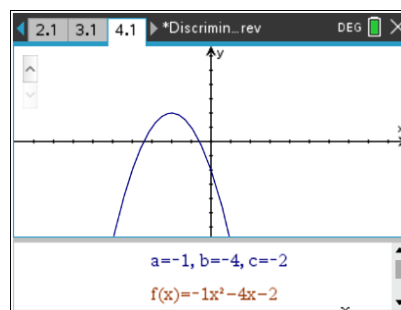 2.1 3.1 4.1 *Discrimin...rev DEG
y
x
a=-1, b=-4, c=-2
f(x)=-1x²-4x-2